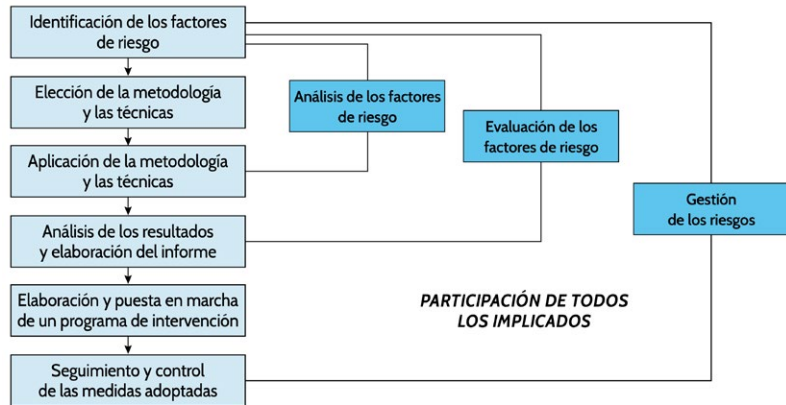 Identificación de los factores
de riesgo
Elección de la metodología
y las técnicas
Aplicación de la metodología
y las técnicas
Análisis de los resultados
y elaboración del informe
Elaboración y puesta en marcha
de un programa de intervención
Seguimiento y control
de las medidas adoptadas
Análisis de los factores
de riesgo
Evaluación de los
factores de riesgo
Gestión
de los riesgos
PARTICIPACIÓN DE TODOS
LOS IMPLICADOS